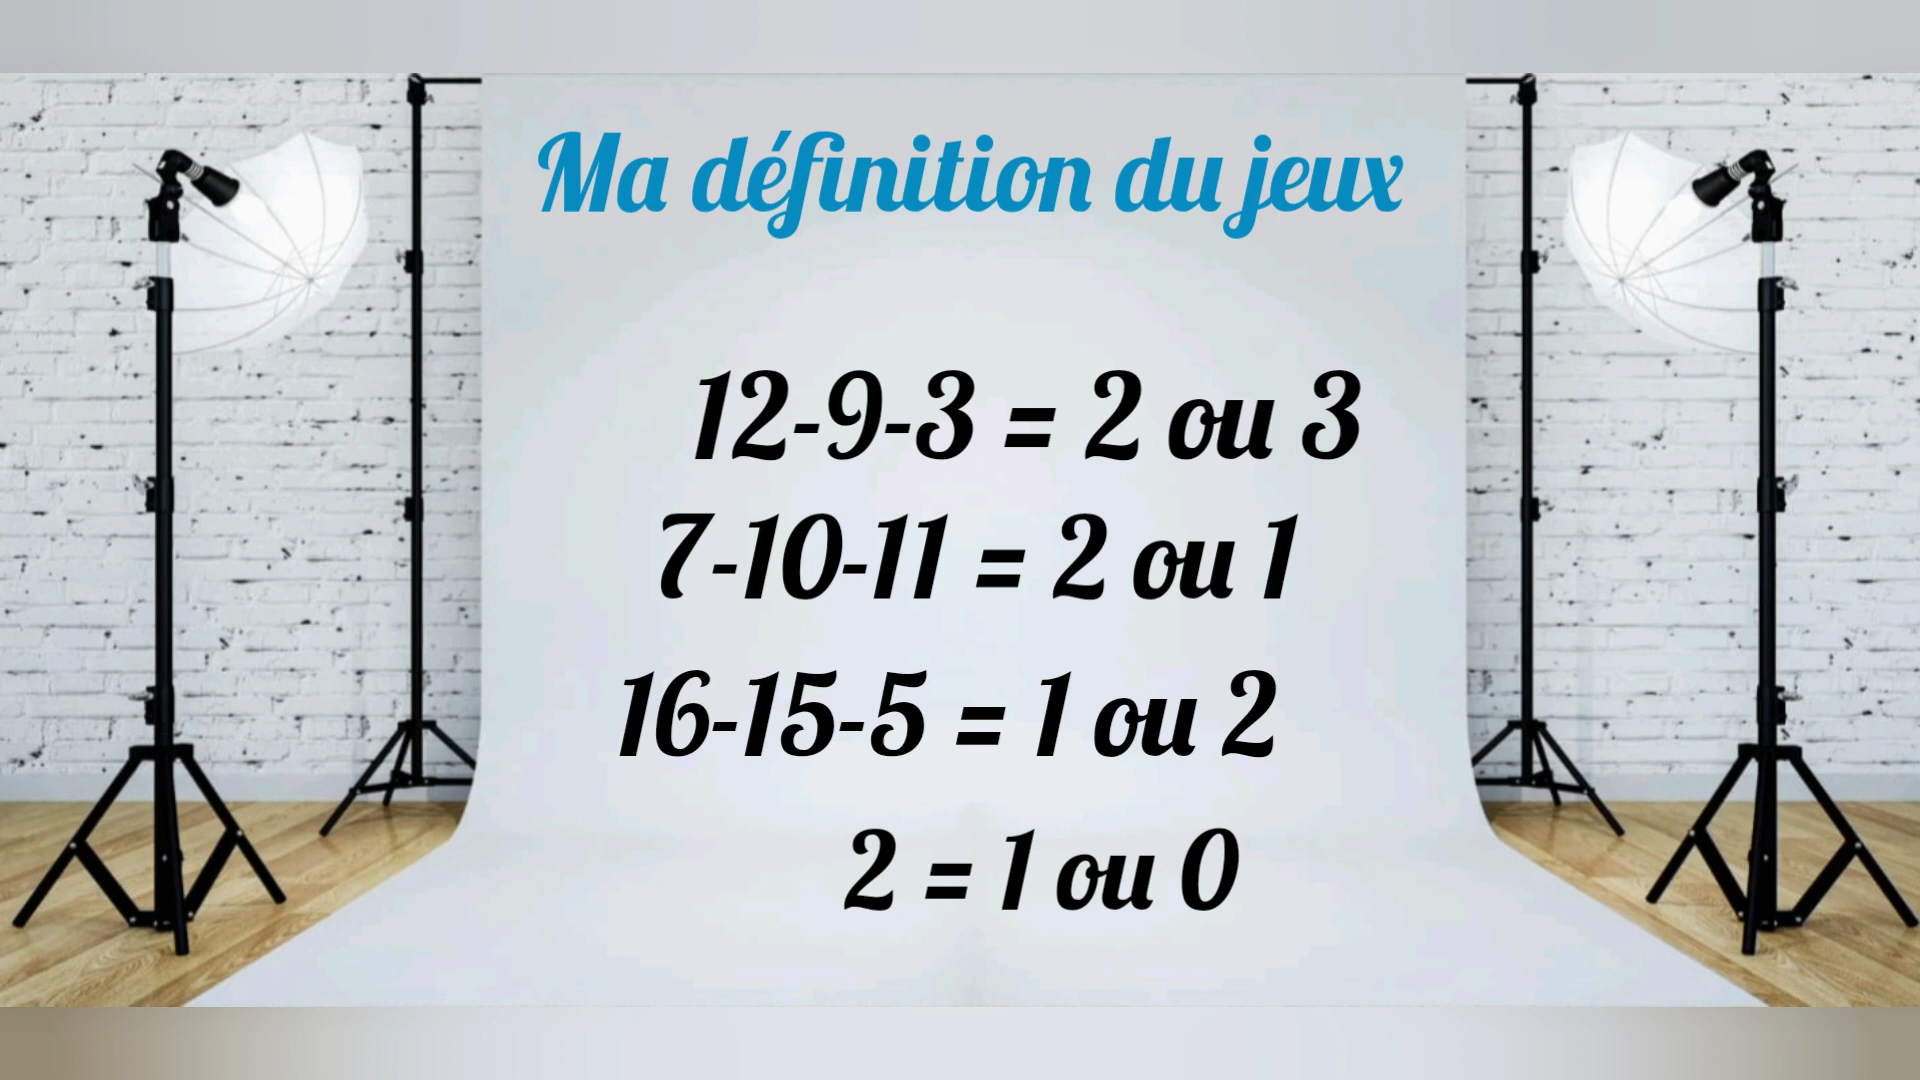 Ma définition du jeux
12-9-3 = 2 ou 3
7-10-11 = 2 ou 1
16-15-5 = 1 ou 2
2 = 1 ou 0